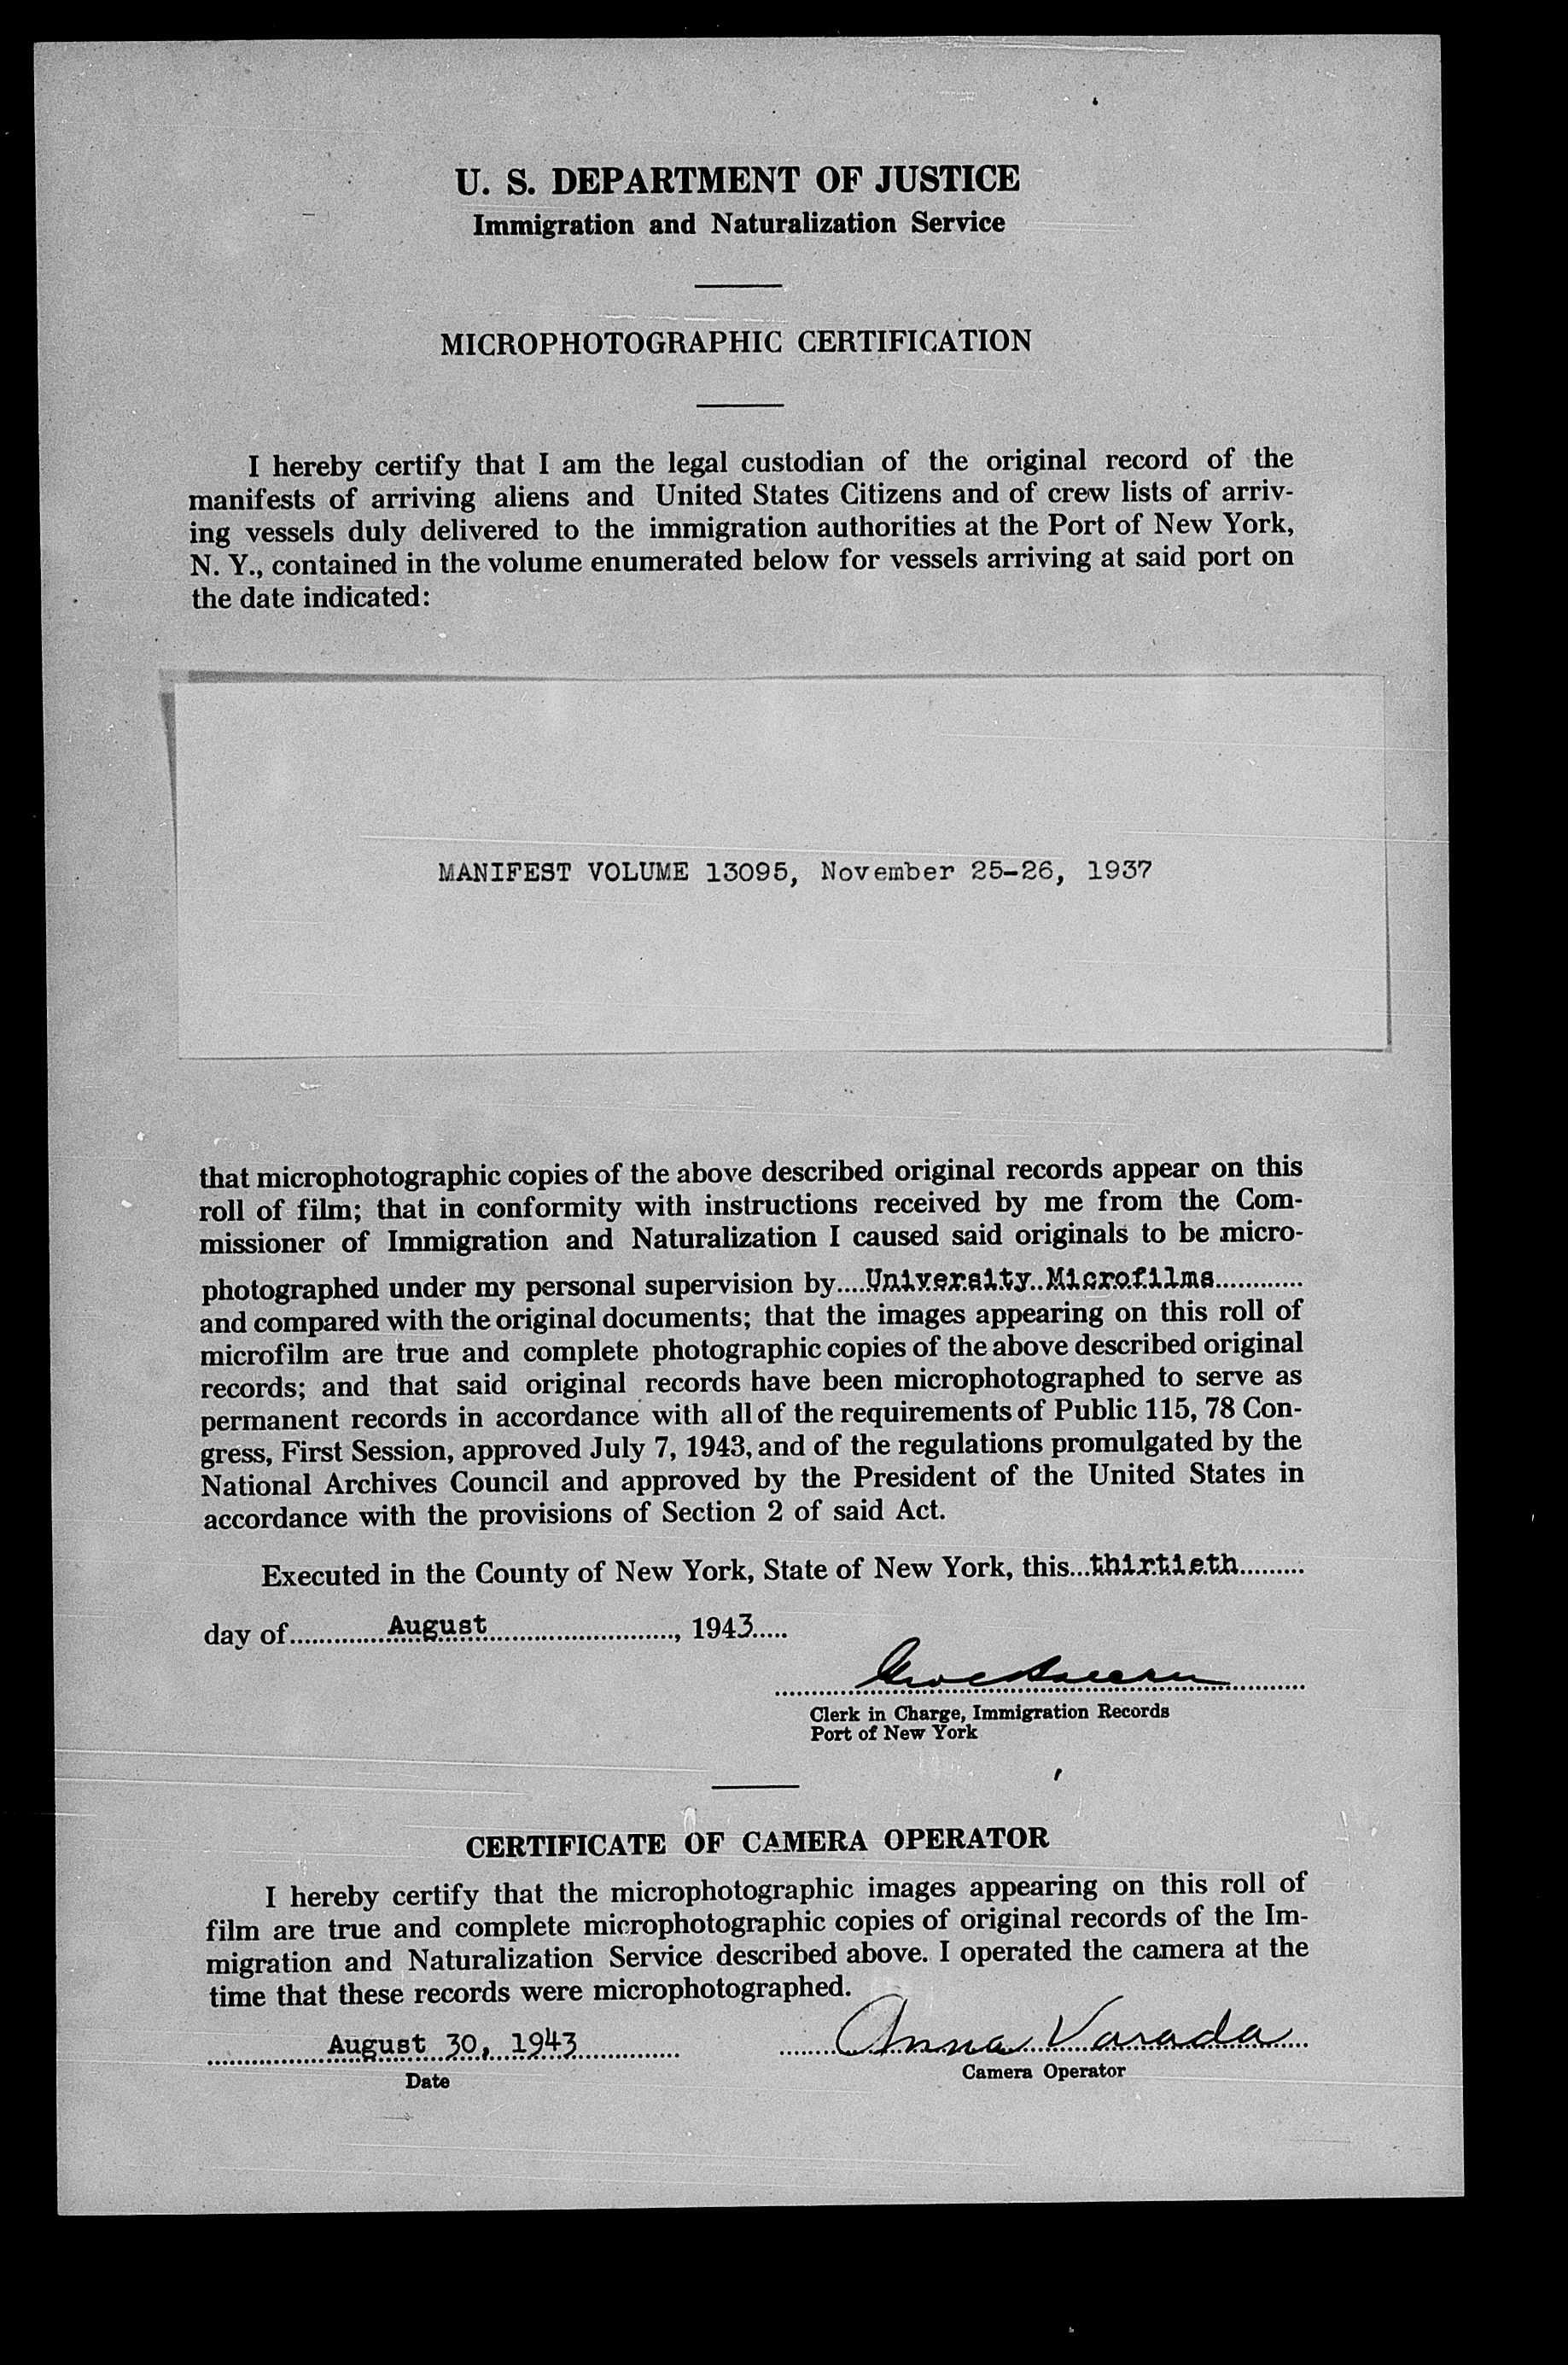 U. S. DEPARTMENT OF JUSTICE
Immigration and Naturalization Service
MICROPHOTOGRAPHIC CERTIFICATION
I hereby certify that I am the legal custodian of the original record of the
manifests of arriving aliens and United States Citizens and of crew lists of arriv-
ing vessels duly delivered to the immigration authorities at the Port of New York,
N. Y., contained in the volume enumerated below for vessels arriving at said port on
the date indicated:
MANIFEST VOLUME 13095, November 25-26, 1937
that microphotographic copies of the above described original records appear on this
roll of film; that in conformity with instructions received by me from the Com-
missioner of Immigration and Naturalization I caused said originals to be micro-
photographed under my personal supervision by....University Microfilms............
and compared with the original documents; that the images appearing on this roll of
microfilm are true and complete photographic copies of the above described original
records; and that said original records have been microphotographed to serve as
permanent records in accordance with all of the requirements of Public 115, 78 Con-
gress, First Session, approved July 7, 1943, and of the regulations promulgated by the
National Archives Council and approved by the President of the United States in
accordance with the provisions of Section 2 of said Act.
Executed in the County of New York, State of New York, this...thirtieth.........
day of.............August..........................., 1943.....
Clerk in Charge, Immigration Records
Port of New York
CERTIFICATE OF CAMERA OPERATOR
I hereby certify that the microphotographic images appearing on this roll of
film are true and complete microphotographic copies of original records of the Im-
migration and Naturalization Service described above. I operated the camera at the
time that these records were microphotographed.
August 30, 1943 Anna Varada
Date Camera Operator